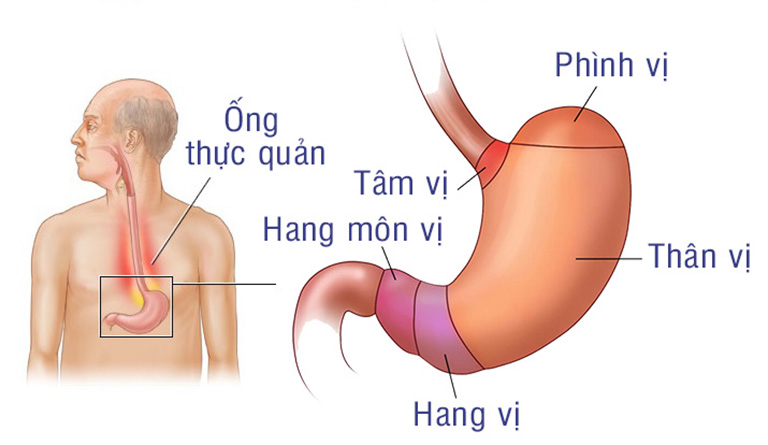 Phình vị
Ống
thực quản
Tâm vị
Hang môn vị
Thân vị
Hang vị